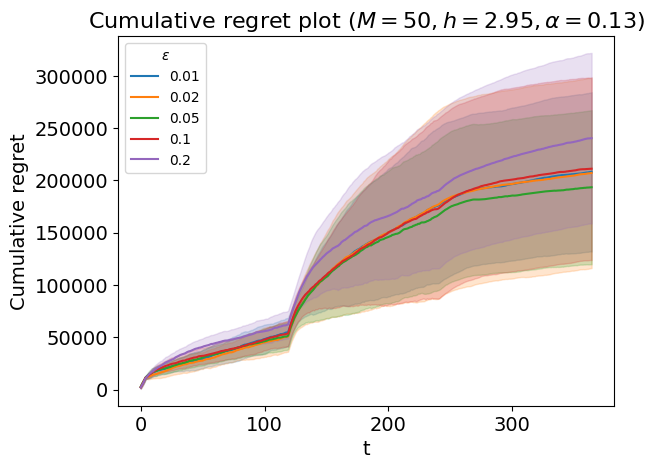 Cumulative regret plot (M = 50, h = 2.95, α = 0.13)
ε
0.01
0.02
0.05
0.1
0.2
Cumulative regret
300000
250000
200000
150000
100000
50000
0
0 100 200 300
t